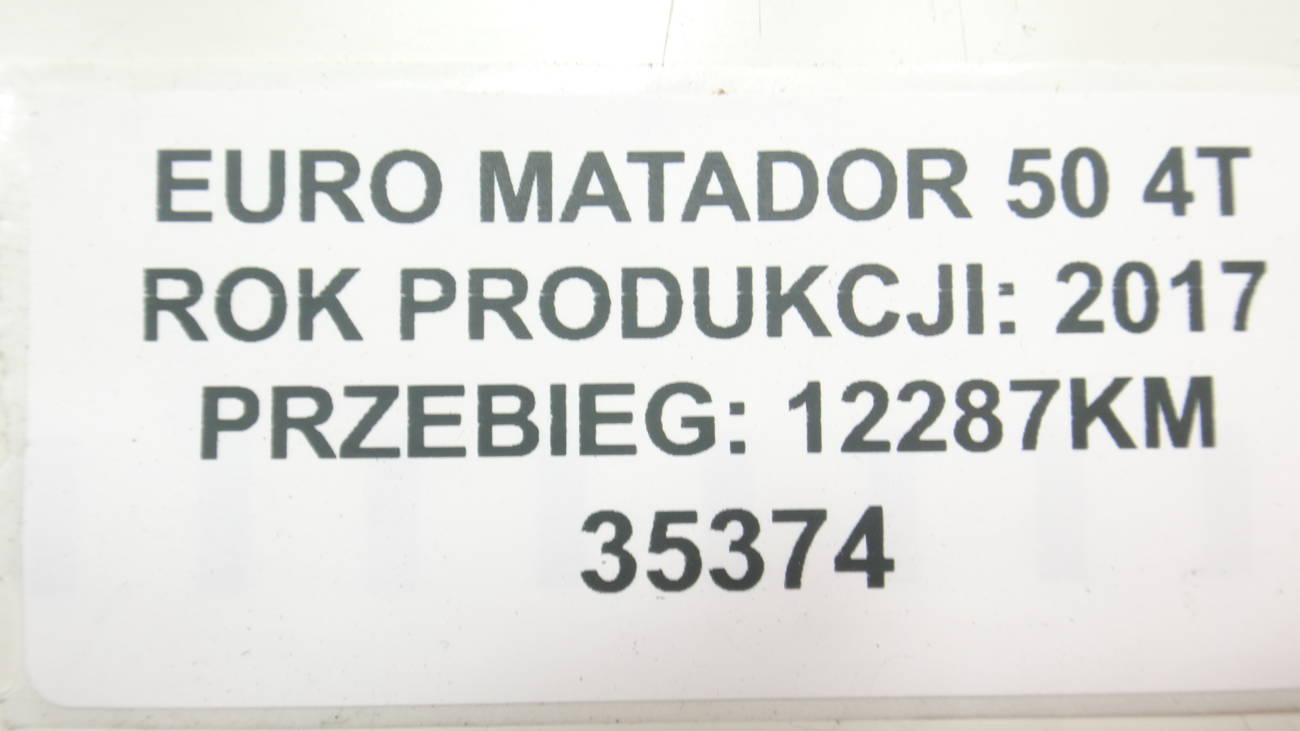 EURO MATADOR 50 4T
ROK PRODUKCJI: 2017
PRZEBIEG: 12287KM
35374